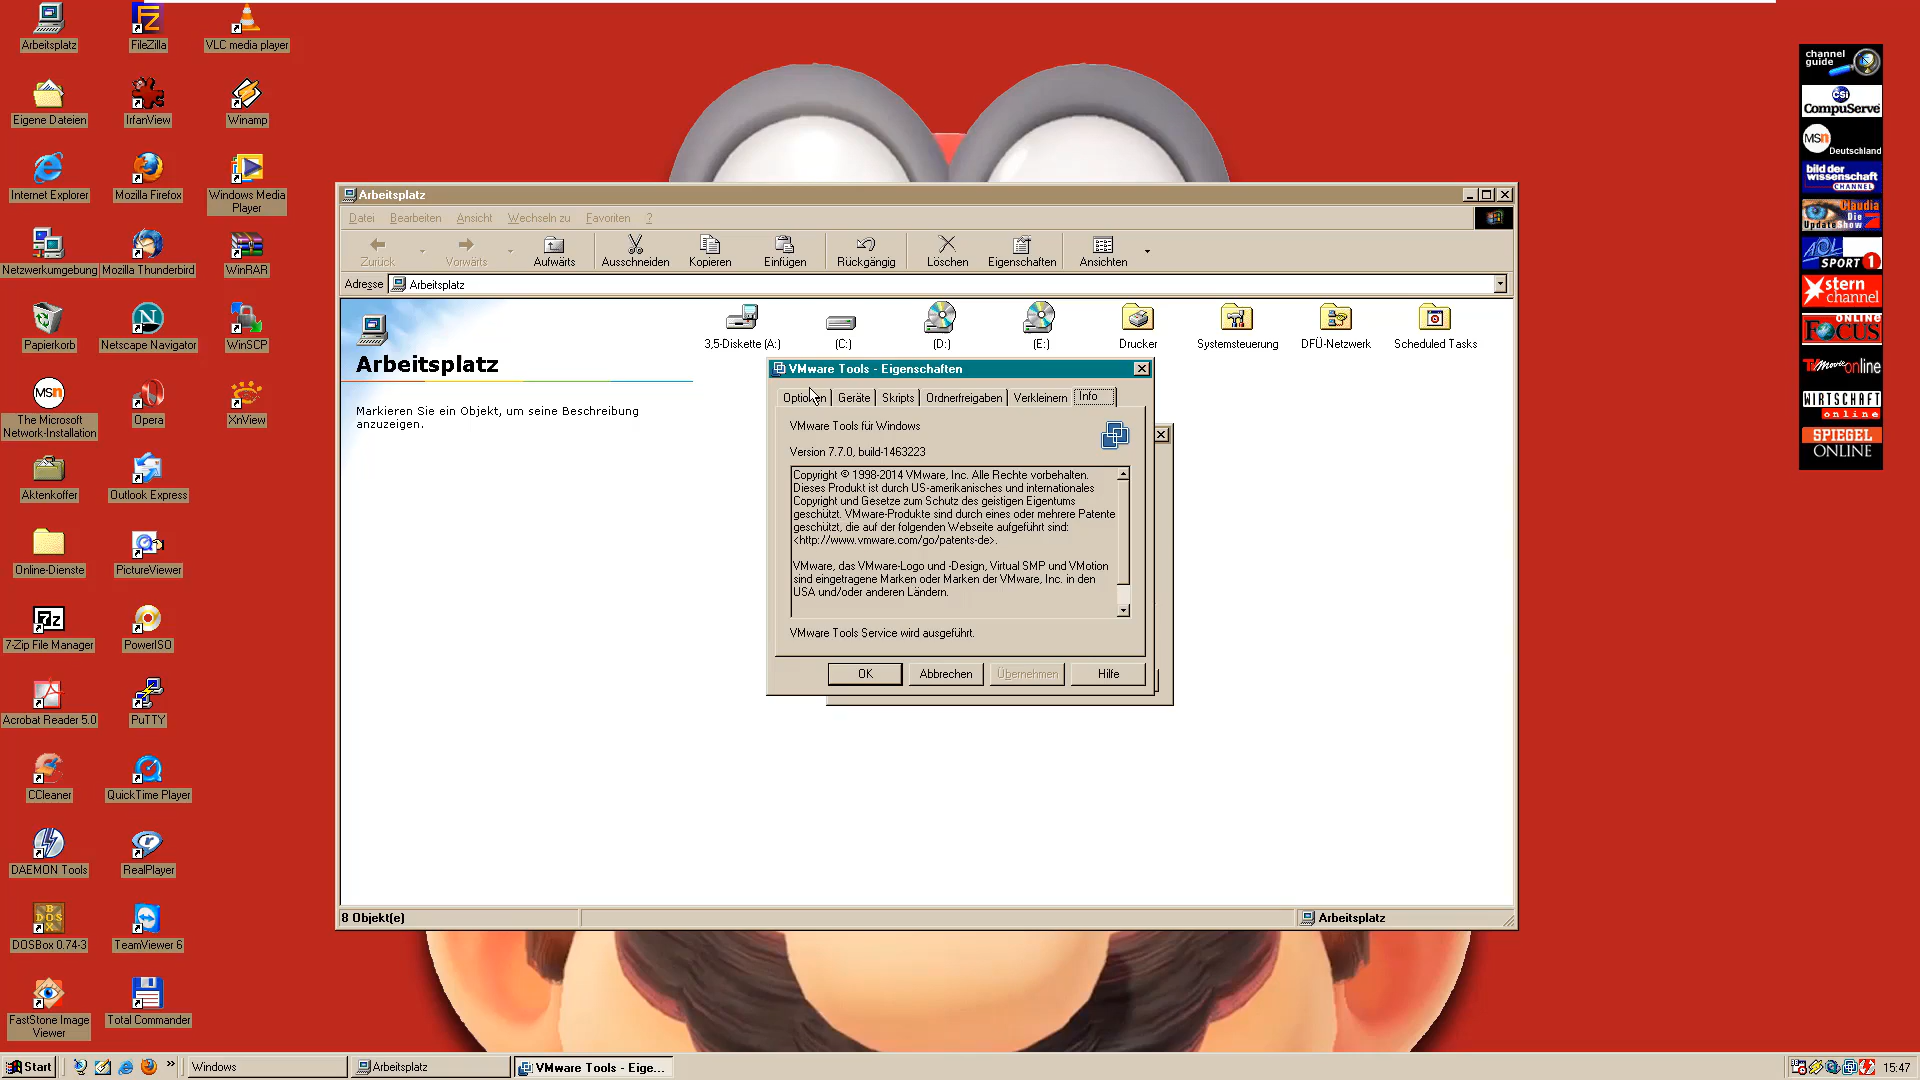 Arbeitsplatz
FileZilla
VLC media player
Eigene Dateien
IrfanView
Winamp
Internet Explorer
Mozilla Firefox
Windows Media
Player
Netzwerkumgebung
Mozilla Thunderbird
WinRAR
Papierkorb
Netscape Navigator
WinSCP
The Microsoft
Network-Installation
Opera
XnView
Aktenkoffer
Outlook Express
Online-Dienste
PictureViewer
7-Zip File Manager
PowerISO
Acrobat Reader 5.0
PuTTY
CCleaner
QuickTime Player
DAEMON Tools
RealPlayer
DOSBox 0.74-3
TeamViewer 6
FastStone Image
Viewer
Total Commander
Arbeitsplatz
Datei Bearbeiten Ansicht Wechseln zu Favoriten ?
Zurück Vorwärts Aufwärts Ausschneiden Kopieren Einfügen Rückgängig Löschen Eigenschaften Ansichten
Adresse Arbeitsplatz
Arbeitsplatz
Markieren Sie ein Objekt, um seine Beschreibung
anzuzeigen.
3,5-Diskette (A:) (C:) (D:) (E:) Drucker Systemsteuerung DFÜ-Netzwerk Scheduled Tasks
VMware Tools - Eigenschaften
Optionen Geräte Skripts Ordnerfreigaben Verkleinern Info
VMware Tools für Windows
Version 7.7.0, build-1463223
Copyright © 1998-2014 VMware, Inc. Alle Rechte vorbehalten.
Dieses Produkt ist durch US-amerikanisches und internationales
Copyright und Gesetze zum Schutz des geistigen Eigentums
geschützt. VMware-Produkte sind durch eines oder mehrere Patente
geschützt, die auf der folgenden Webseite aufgeführt sind:
<http://www.vmware.com/go/patents-de>.
VMware, das VMware-Logo und -Design, Virtual SMP und VMotion
sind eingetragene Marken oder Marken der VMware, Inc. in den
USA und/oder anderen Ländern.
VMware Tools Service wird ausgeführt.
OK Abbrechen Übernehmen Hilfe
8 Objekt(e)
Arbeitsplatz
channel
guide
CSi
CompuServe
MSN
Deutschland
bild der
wissenschaft
CHANNEL
Claudia
Die
UpdateShow 7
AOL
SPORT 1
stern
channel
ONLINE
FOCUS
TVMovie online
WIRTSCHAFT
online
SPIEGEL
ONLINE
Start
Windows
Arbeitsplatz
VMware Tools - Eige...
15:47